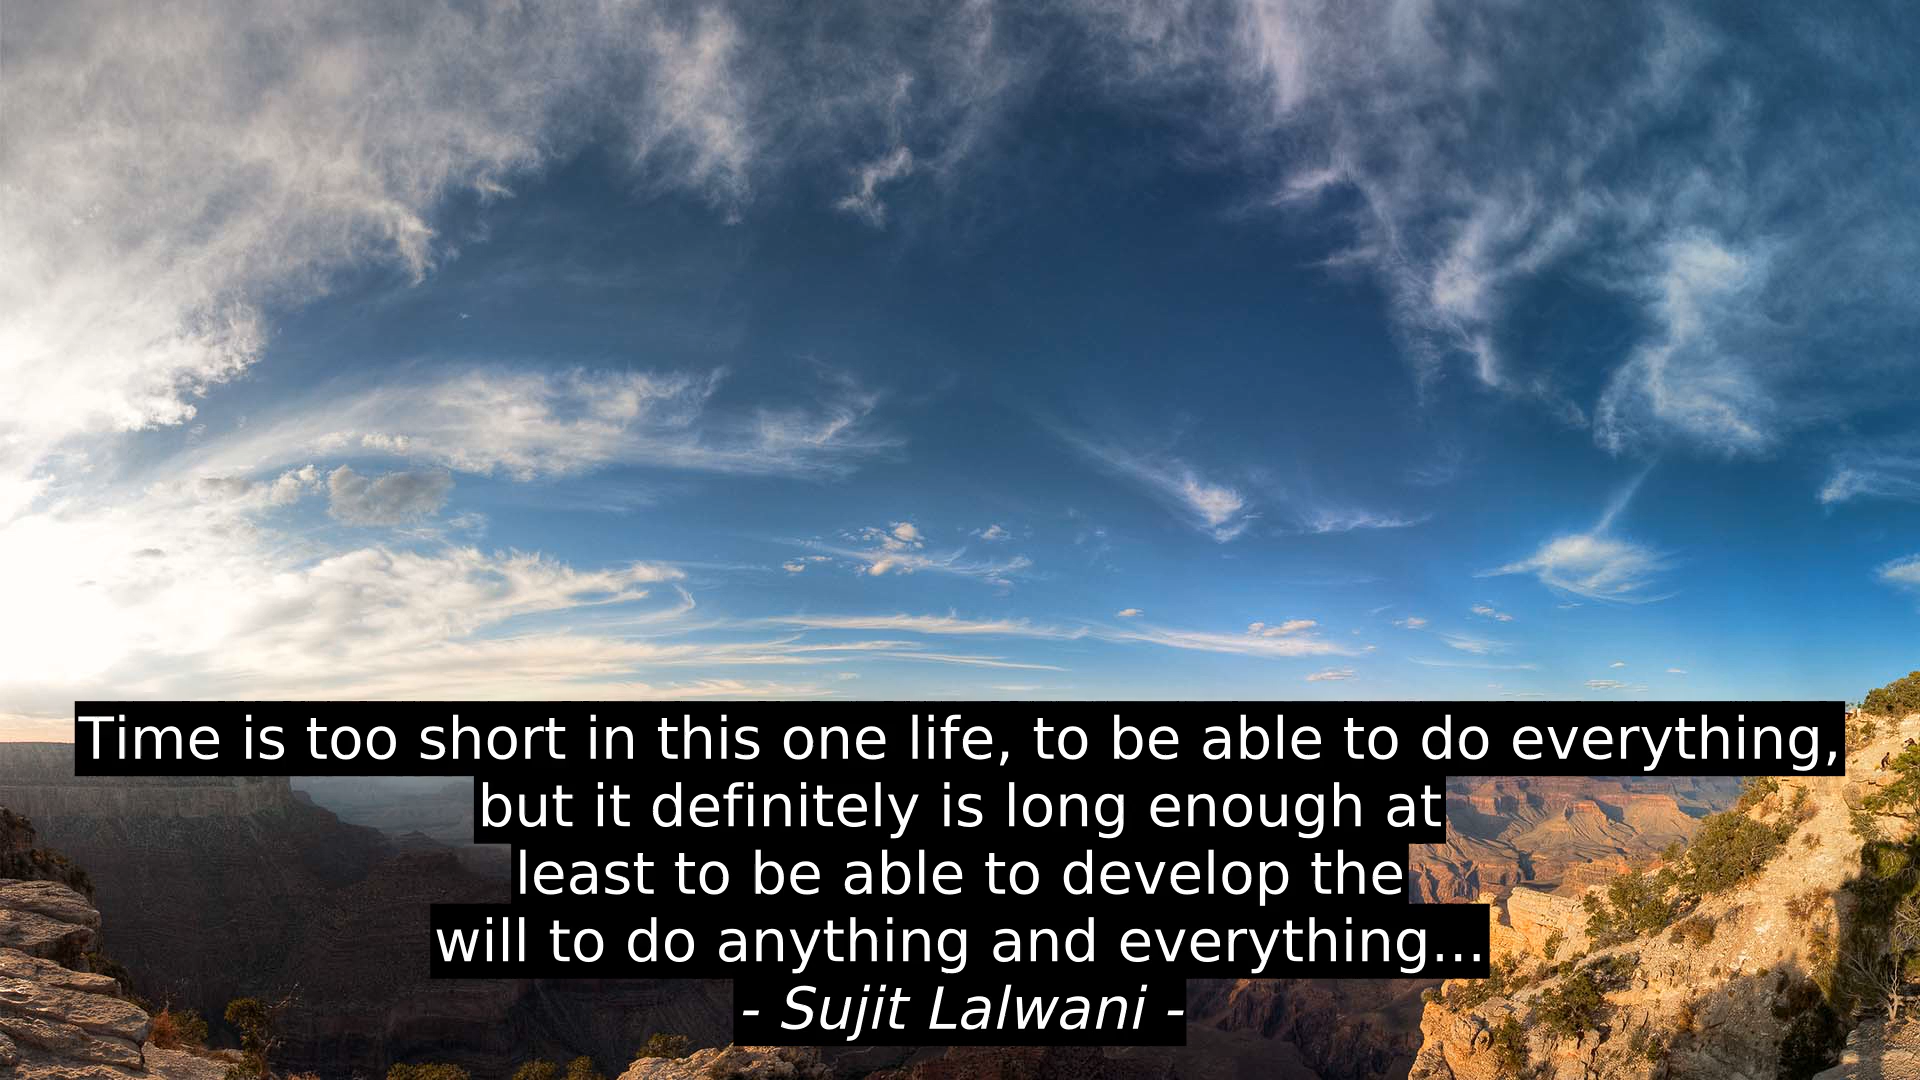 Time is too short in this one life, to be able to do everything,
but it definitely is long enough at
least to be able to develop the
will to do anything and everything...
- Sujit Lalwani -